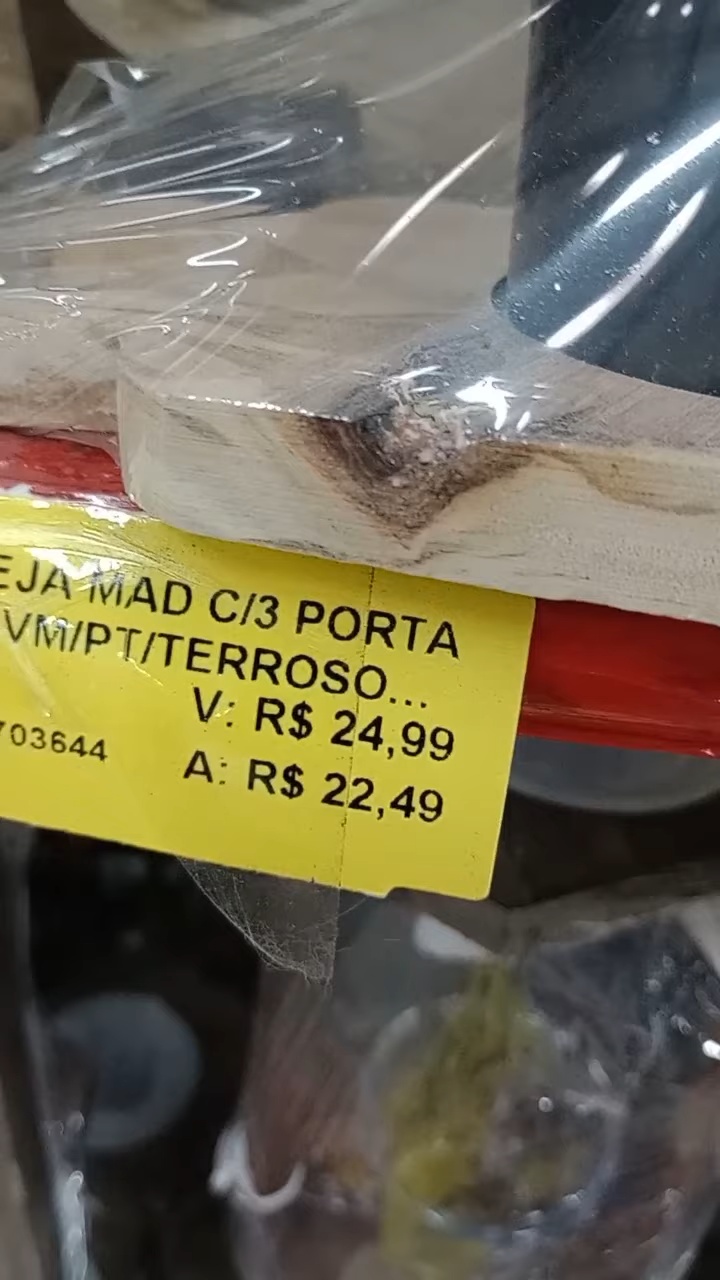 EJA MAD C/3 PORTA
VM/PT/TERROSO...
V: R$ 24,99
703644
A: R$ 22,49